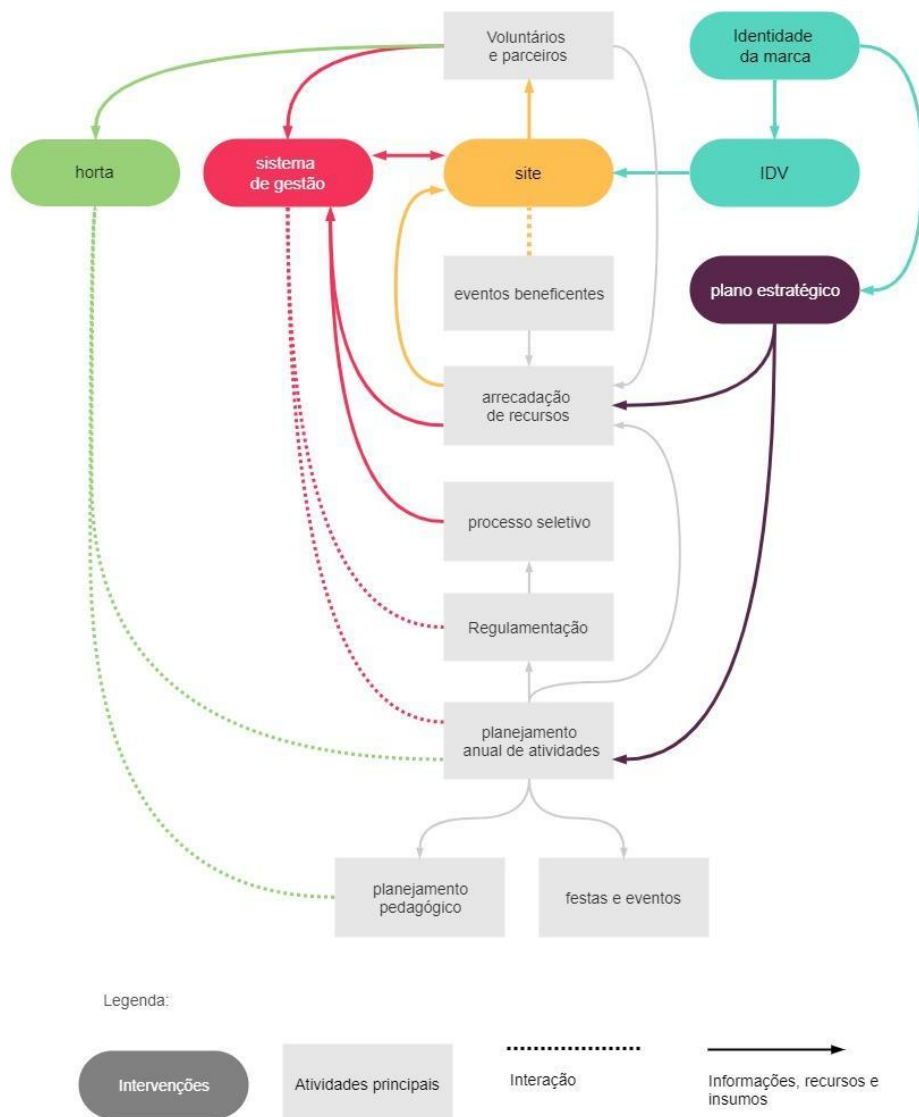 Voluntários
e parceiros
Identidade
da marca
horta
sistema
de gestão
site
IDV
eventos beneficentes
plano estratégico
arrecadação
de recursos
processo seletivo
Regulamentação
planejamento
anual de atividades
planejamento
pedagógico
festas e eventos
Legenda:
Intervenções
Atividades principais
Interação
Informações, recursos e
insumos